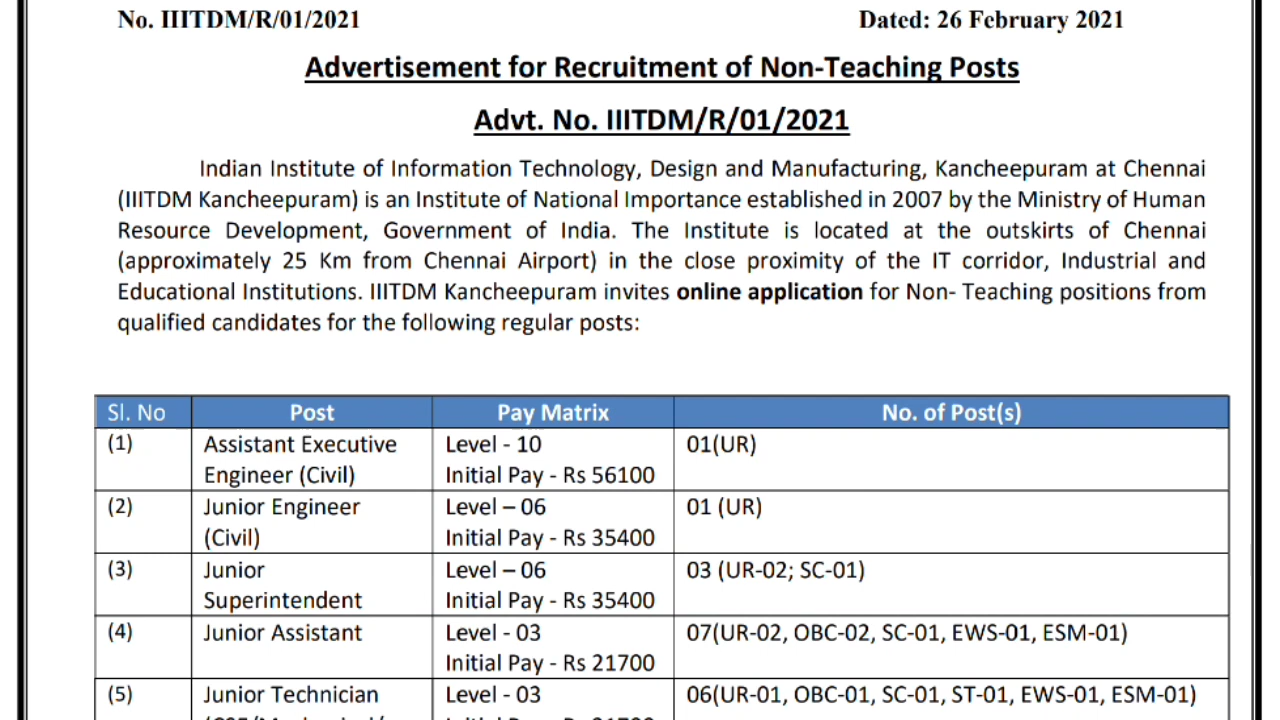 No. IIITDM/R/01/2021 Dated: 26 February 2021
Advertisement for Recruitment of Non-Teaching Posts
Advt. No. IIITDM/R/01/2021
Indian Institute of Information Technology, Design and Manufacturing, Kancheepuram at Chennai
(IIITDM Kancheepuram) is an Institute of National Importance established in 2007 by the Ministry of Human
Resource Development, Government of India. The Institute is located at the outskirts of Chennai
(approximately 25 Km from Chennai Airport) in the close proximity of the IT corridor, Industrial and
Educational Institutions. IIITDM Kancheepuram invites online application for Non- Teaching positions from
qualified candidates for the following regular posts:
Sl. No Post Pay Matrix No. of Post(s)
(1) Assistant Executive Level - 10 01(UR)
Engineer (Civil) Initial Pay - Rs 56100
(2) Junior Engineer Level – 06 01 (UR)
(Civil) Initial Pay - Rs 35400
(3) Junior Level – 06 03 (UR-02; SC-01)
Superintendent Initial Pay - Rs 35400
(4) Junior Assistant Level - 03 07(UR-02, OBC-02, SC-01, EWS-01, ESM-01)
Initial Pay - Rs 21700
(5) Junior Technician Level - 03 06(UR-01, OBC-01, SC-01, ST-01, EWS-01, ESM-01)